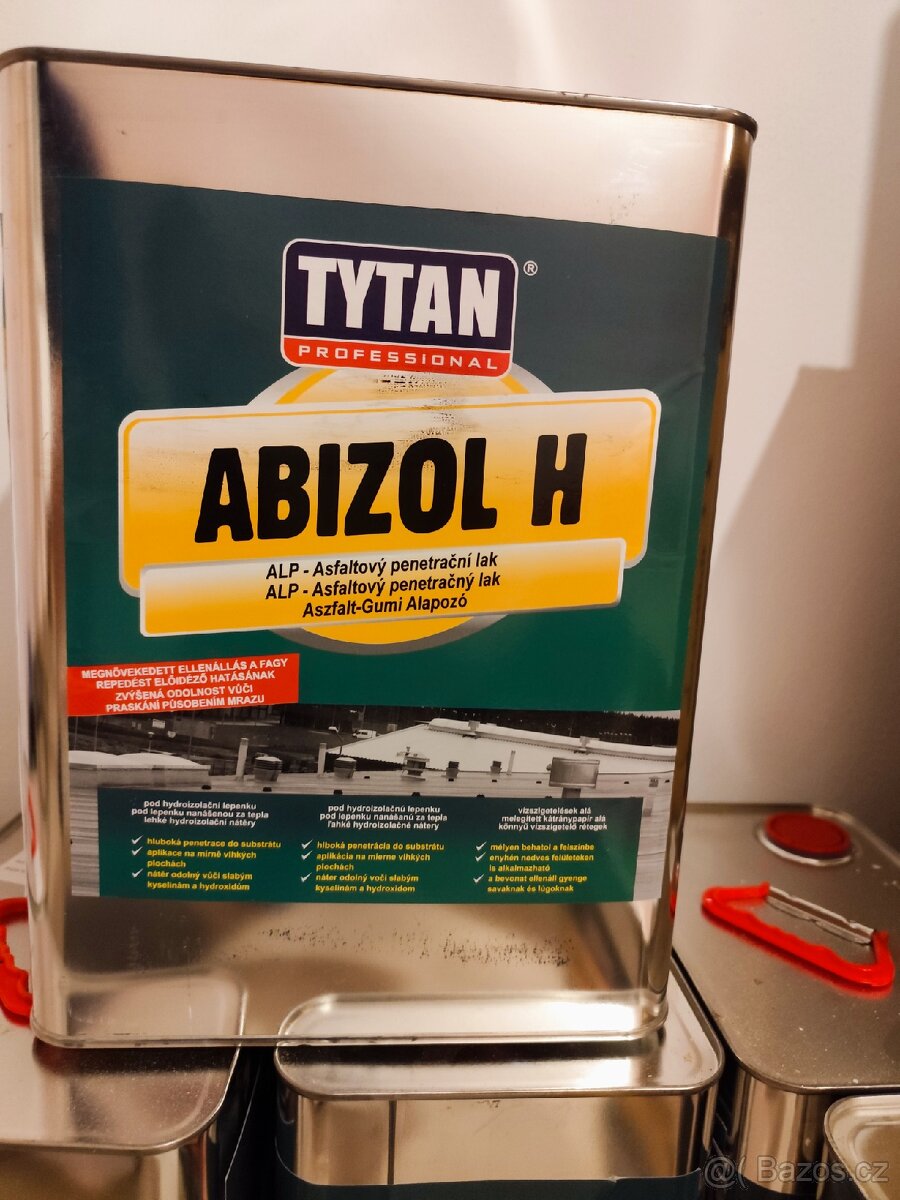 TYTAN
®
PROFESSIONAL
ABIZOL H
ALP - Asfaltový penetrační lak
ALP - Asfaltový penetračný lak
Aszfalt-Gumi Alapozó
MEGNÖVEKEDETT ELLENÁLLÁS A FAGY
REPEDÉST ELŐIDÉZŐ HATÁSÁNAK
ZVÝŠENÁ ODOLNOST VŮČI
PRASKÁNÍ PŮSOBENÍM MRAZU
pod hydroizolační lepenku
pod lepenku nanášenou za tepla
lehké hydroizolační nátěry
hluboká penetrace do substrátu
aplikace na mírně vlhkých
plochách
nátěr odolný vůči slabým
kyselinám a hydroxidům
pod hydroizolačnú lepenku
pod lepenku nanášanú za tepla
ľahké hydroizolačné nátery
hlboká penetrácia do substrátu
aplikácia na mierne vlhkých
plochách
náter odolný voči slabým
kyselinám a hydroxidom
vízszigetelések alá
melegített kátránypapír alá
könnyű vízszigetelő rétegek
mélyen behatol a felszínbe
enyhén nedves felületeken
is alkalmazható
a bevonat ellenáll gyenge
savaknak és lúgoknak
@( Bazos.cz